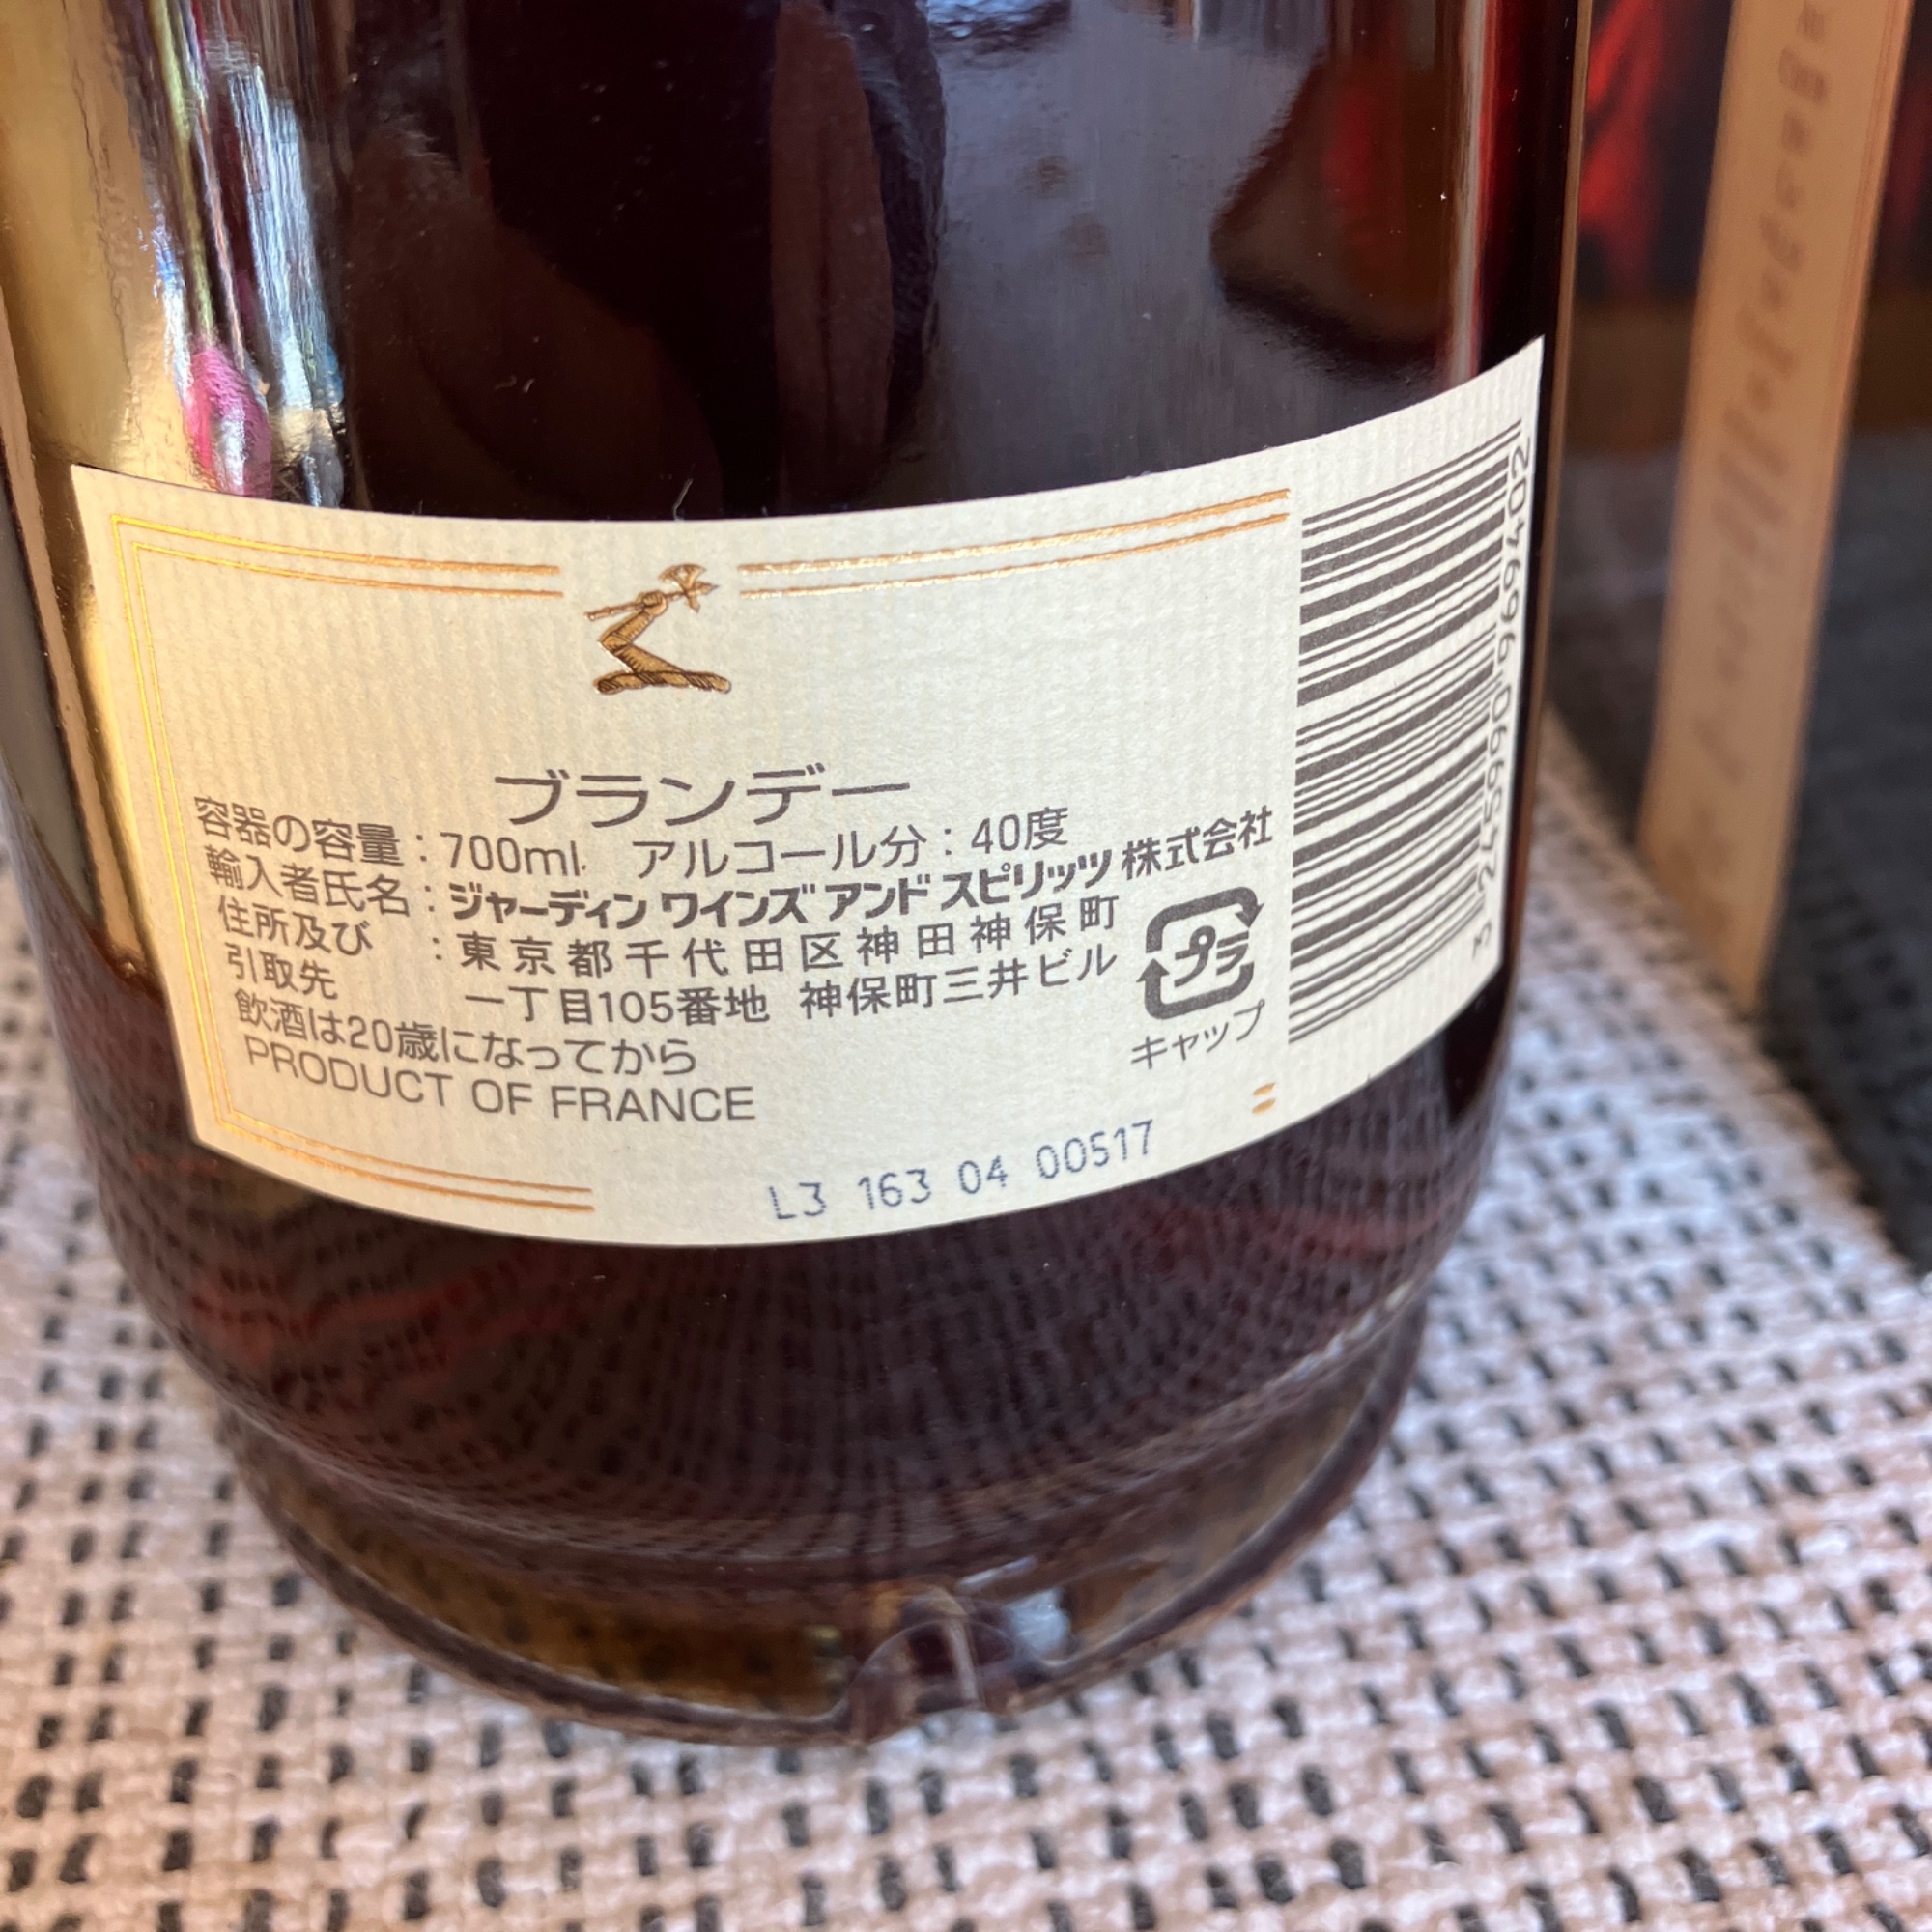 ブランデー
容器の容量：700ml. アルコール分：40度
輸入者氏名：ジャーディン ワインズ アンド スピリッツ 株式会社
住所及び ：東京都千代田区神田神保町
引取先 一丁目105番地 神保町三井ビル
飲酒は20歳になってから
PRODUCT OF FRANCE
プラ
キャップ
L3 163 04 00517